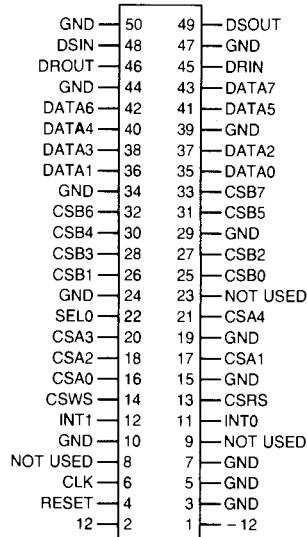 GND 50 49 DSOUT
DSIN 48 47 GND
DROUT 46 45 DRIN
GND 44 43 DATA7
DATA6 42 41 DATA5
DATA4 40 39 GND
DATA3 38 37 DATA2
DATA1 36 35 DATA0
GND 34 33 CSB7
CSB6 32 31 CSB5
CSB4 30 29 GND
CSB3 28 27 CSB2
CSB1 26 25 CSB0
GND 24 23 NOT USED
SEL0 22 21 CSA4
CSA3 20 19 GND
CSA2 18 17 CSA1
CSA0 16 15 GND
CSWS 14 13 CSRS
INT1 12 11 INT0
GND 10 9 NOT USED
NOT USED 8 7 GND
CLK 6 5 GND
RESET 4 3 GND
12 2 1 -12